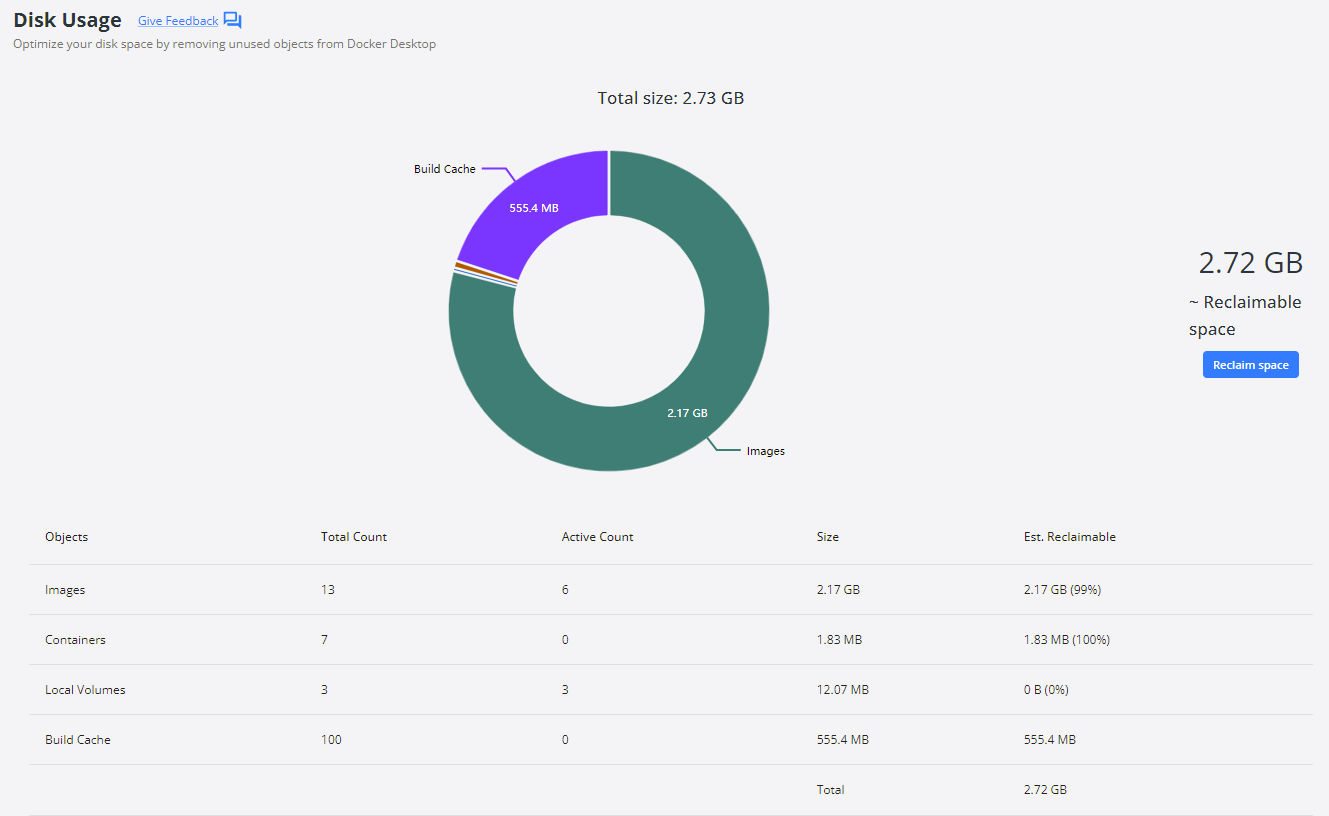 Disk Usage Give Feedback
Optimize your disk space by removing unused objects from Docker Desktop
Total size: 2.73 GB
Build Cache
555.4 MB
2.17 GB
Images
2.72 GB
~ Reclaimable
space
Reclaim space
Objects Total Count Active Count Size Est. Reclaimable
Images 13 6 2.17 GB 2.17 GB (99%)
Containers 7 0 1.83 MB 1.83 MB (100%)
Local Volumes 3 3 12.07 MB 0 B (0%)
Build Cache 100 0 555.4 MB 555.4 MB
Total 2.72 GB